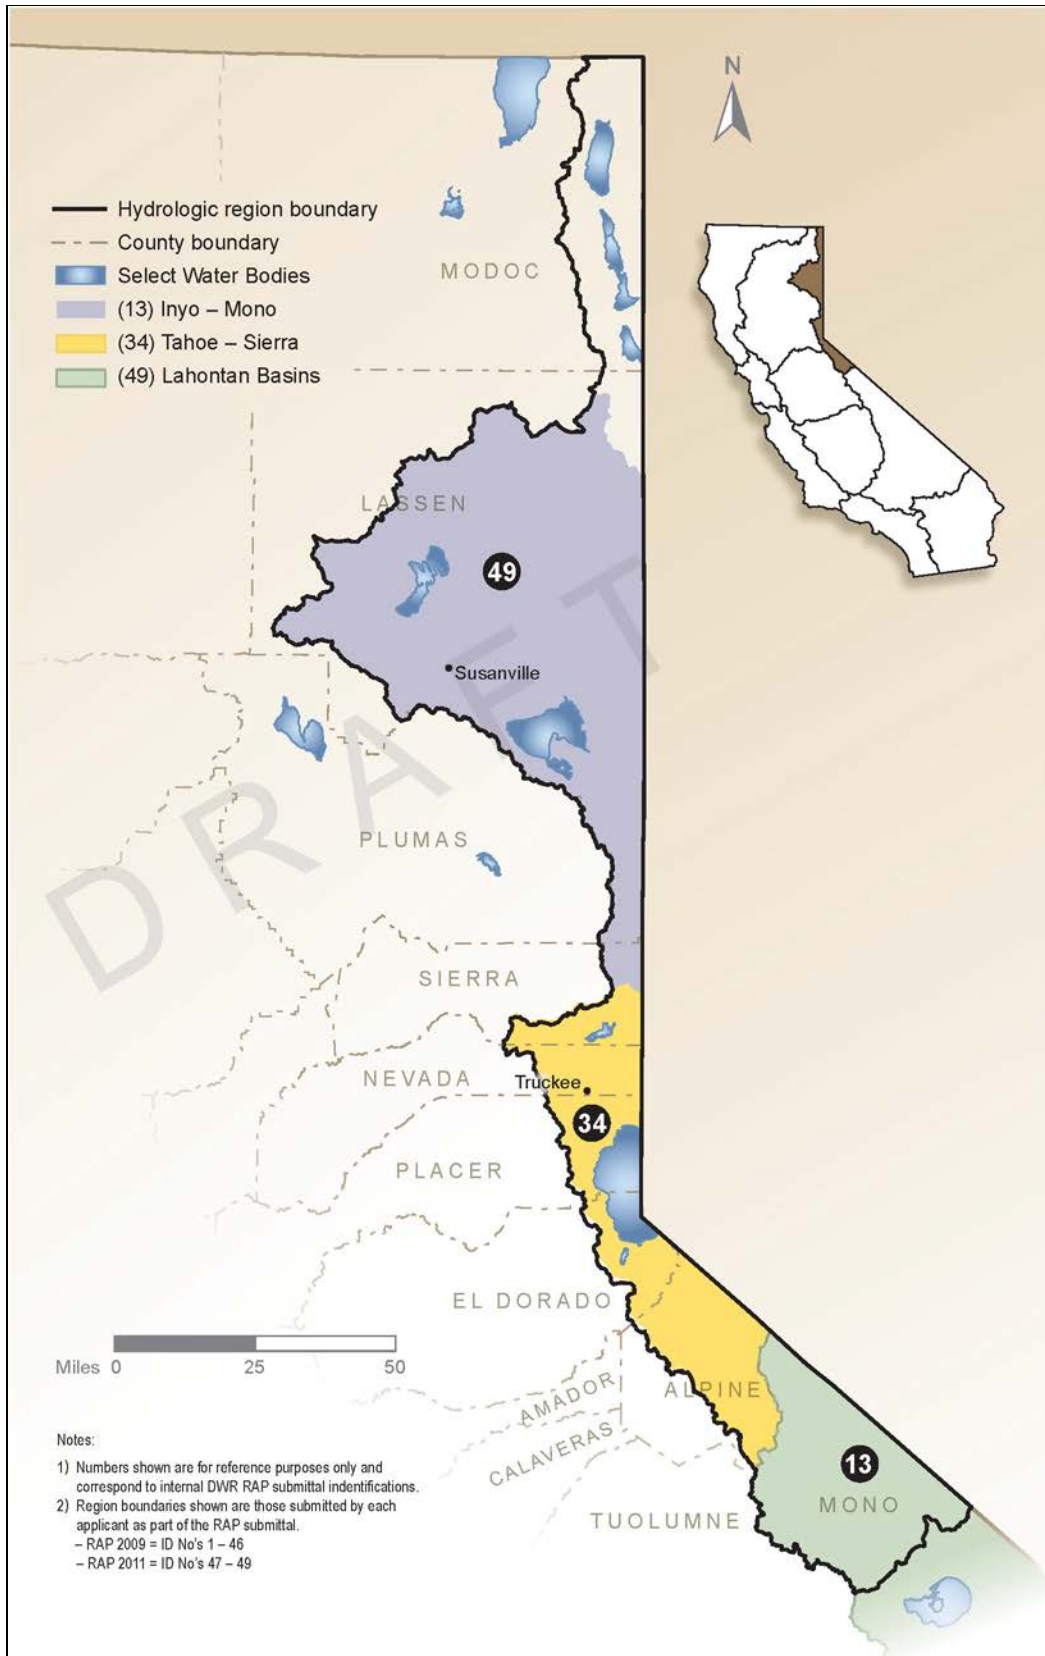 N
Hydrologic region boundary
County boundary
Select Water Bodies
(13) Inyo – Mono
(34) Tahoe – Sierra
(49) Lahontan Basins
MODOC
LASSEN
49
Susanville
DRAFT
PLUMAS
SIERRA
NEVADA
Truckee
34
PLACER
EL DORADO
Miles 0 25 50
ALPINE
AMADOR
CALAVERAS
13
MONO
TUOLUMNE
Notes:
1) Numbers shown are for reference purposes only and
correspond to internal DWR RAP submittal indentifications.
2) Region boundaries shown are those submitted by each
applicant as part of the RAP submittal.
– RAP 2009 = ID No's 1 – 46
– RAP 2011 = ID No's 47 – 49